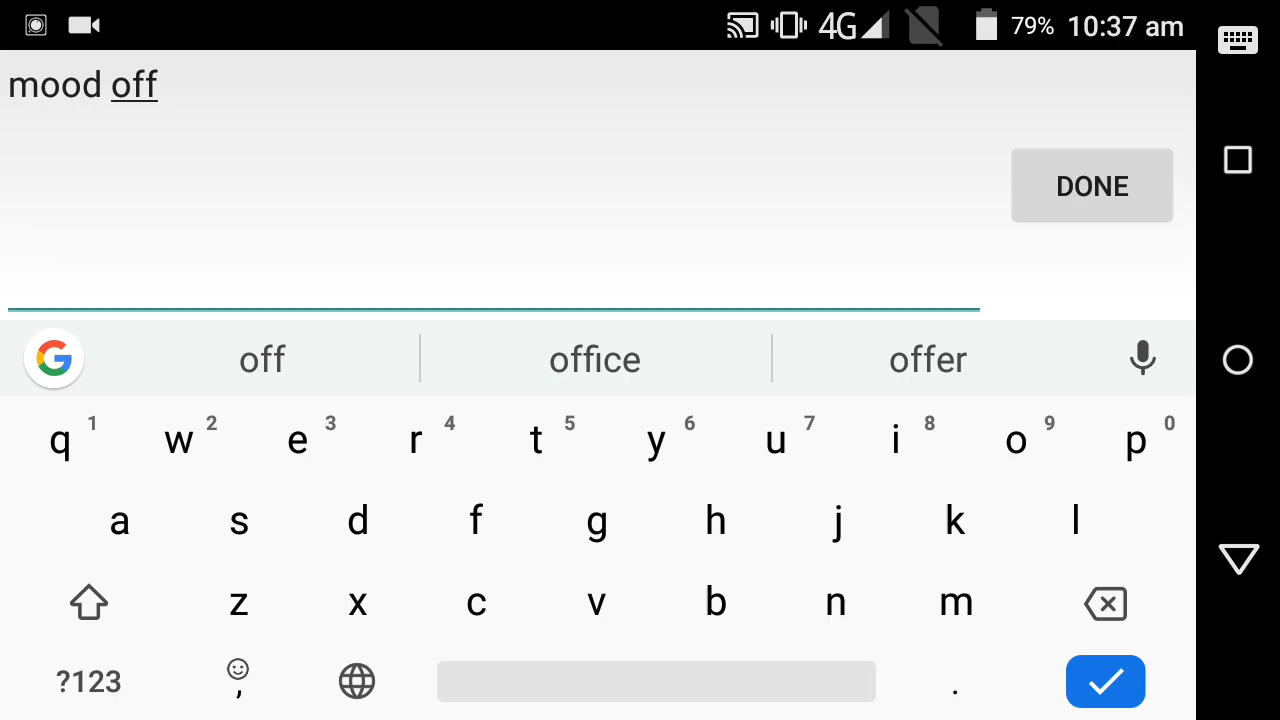 4G 79% 10:37 am
mood off
DONE
off office offer
q 1 w 2 e 3 r 4 t 5 y 6 u 7 i 8 o 9 p 0
a s d f g h j k l
z x c v b n m
?123 , .